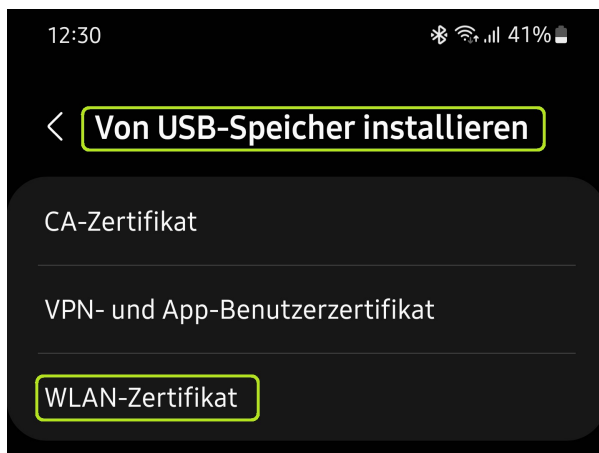 12:30 41%
Von USB-Speicher installieren
CA-Zertifikat
VPN- und App-Benutzerzertifikat
WLAN-Zertifikat